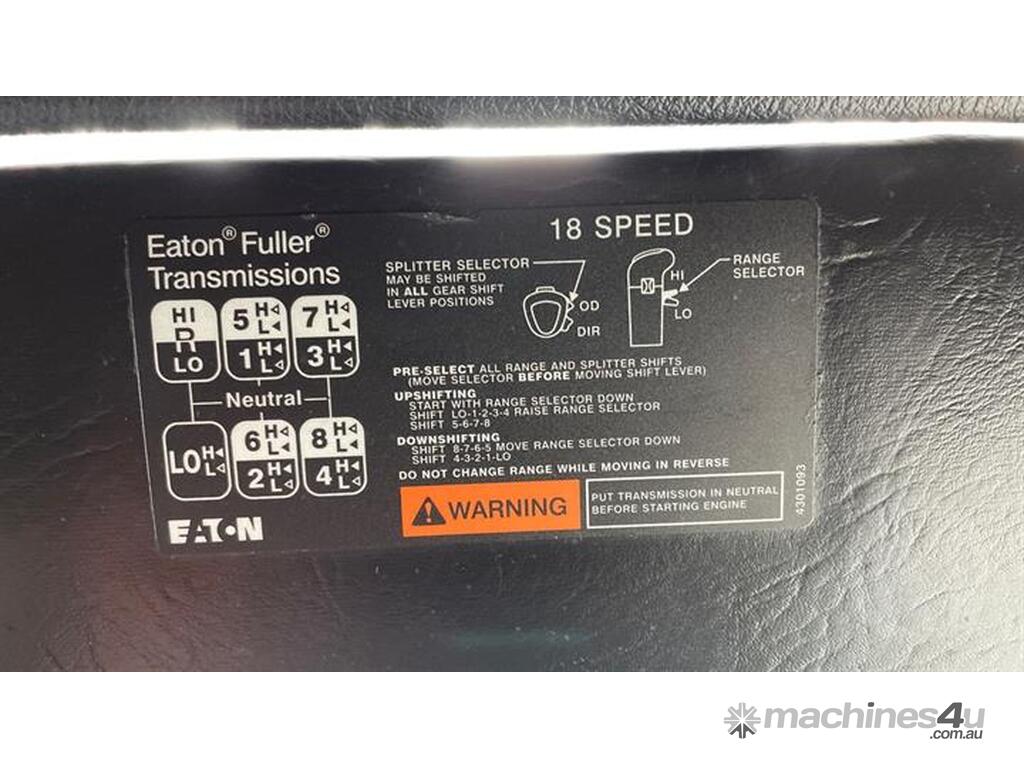 Eaton® Fuller®
Transmissions
18 SPEED
SPLITTER SELECTOR
MAY BE SHIFTED
IN ALL GEAR SHIFT
LEVER POSITIONS
OD
DIR
HI
LO
RANGE
SELECTOR
HI
R
LO
5 H L
1 H L
7 H L
3 H L
Neutral
LO H L
6 H L
2 H L
8 H L
4 H L
PRE-SELECT ALL RANGE AND SPLITTER SHIFTS
(MOVE SELECTOR BEFORE MOVING SHIFT LEVER)
UPSHIFTING
START WITH RANGE SELECTOR DOWN
SHIFT LO-1-2-3-4 RAISE RANGE SELECTOR
SHIFT 5-6-7-8
DOWNSHIFTING
SHIFT 8-7-6-5 MOVE RANGE SELECTOR DOWN
SHIFT 4-3-2-1-LO
DO NOT CHANGE RANGE WHILE MOVING IN REVERSE
WARNING
PUT TRANSMISSION IN NEUTRAL
BEFORE STARTING ENGINE
4301093
EATON
machines4u
.com.au